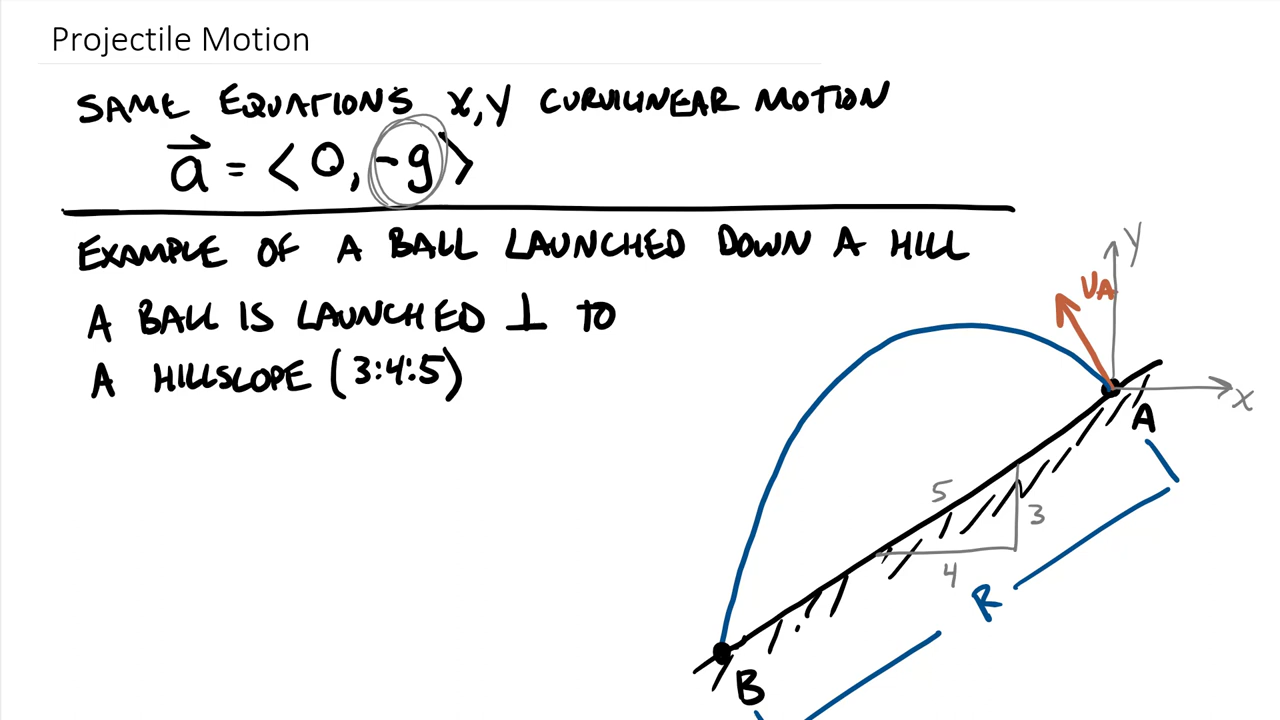 Projectile Motion
SAME EQUATIONS X,Y CURVILINEAR MOTION
a = <0, -g>
EXAMPLE OF A BALL LAUNCHED DOWN A HILL
A BALL IS LAUNCHED ⊥ TO
A HILLSLOPE (3:4:5)
y
VA
x
A
5
3
4
R
B